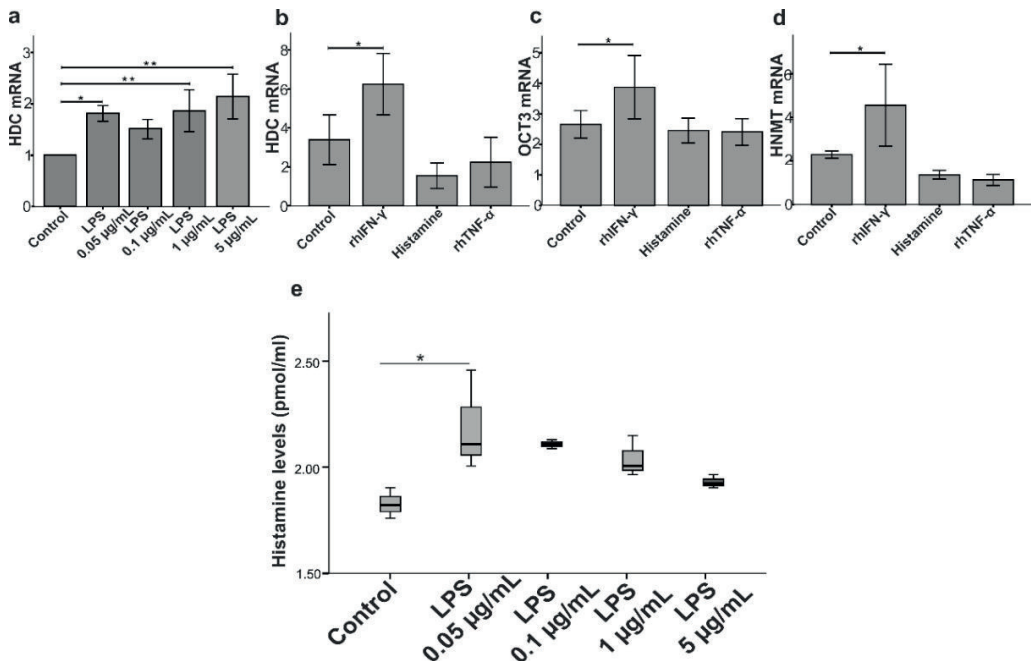 a
HDC mRNA
3
2
1
0
*
**
**
Control
LPS
0.05 µg/mL
LPS
0.1 µg/mL
LPS
1 µg/mL
LPS
5 µg/mL
b
HDC mRNA
8
6
4
2
0
*
Control
rhIFN-γ
Histamine
rhTNF-α
c
OCT3 mRNA
5
4
3
2
1
0
*
Control
rhIFN-γ
Histamine
rhTNF-α
d
HNMT mRNA
6
4
2
0
*
Control
rhIFN-γ
Histamine
rhTNF-α
e
Histamine levels (pmol/ml)
2.50
2.00
1.50
*
Control
LPS
0.05 µg/mL
LPS
0.1 µg/mL
LPS
1 µg/mL
LPS
5 µg/mL